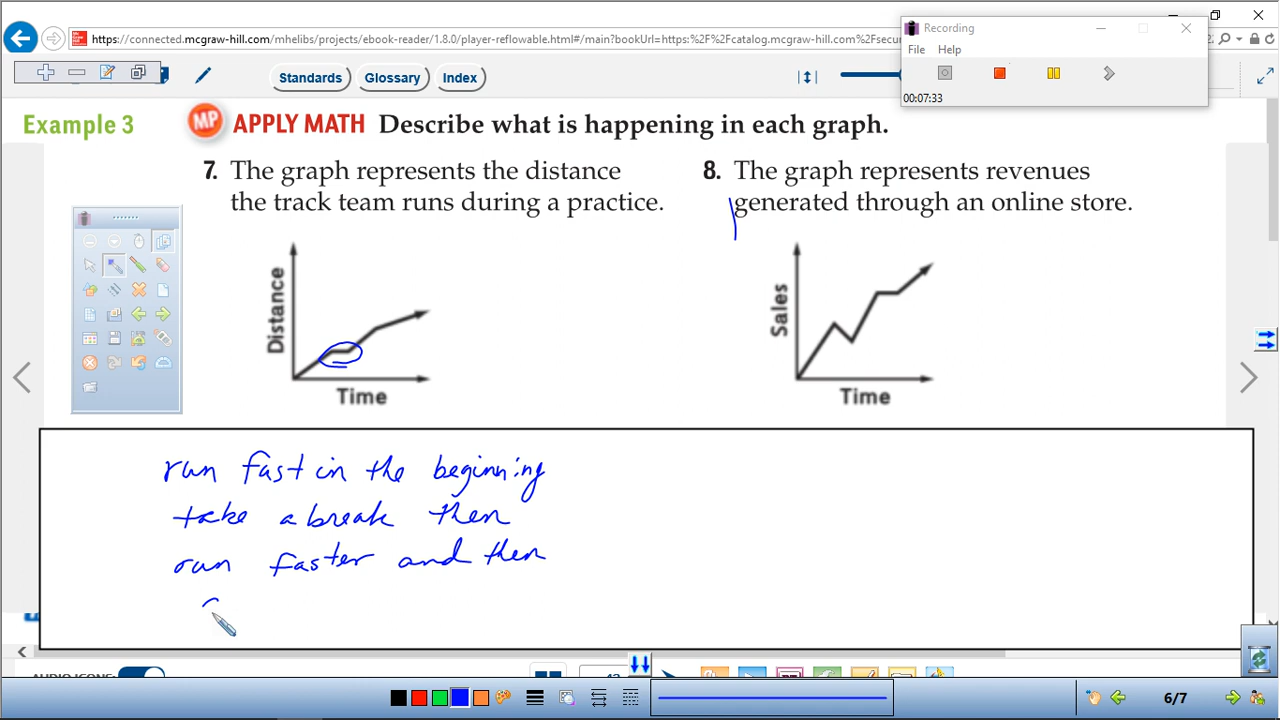 https://connected.mcgraw-hill.com/mhelibs/projects/ebook-reader/1.8.0/player-reflowable.html#/main?bookUrl=https:%2F%2Fcatalog.mcgraw-hill.com%2Fsecur
Recording
File Help
00:07:33
Standards Glossary Index
Example 3 MP APPLY MATH Describe what is happening in each graph.
7. The graph represents the distance
the track team runs during a practice.
Distance
Time
8. The graph represents revenues
generated through an online store.
Sales
Time
run fast in the beginning
take a break then
run faster and then
6/7